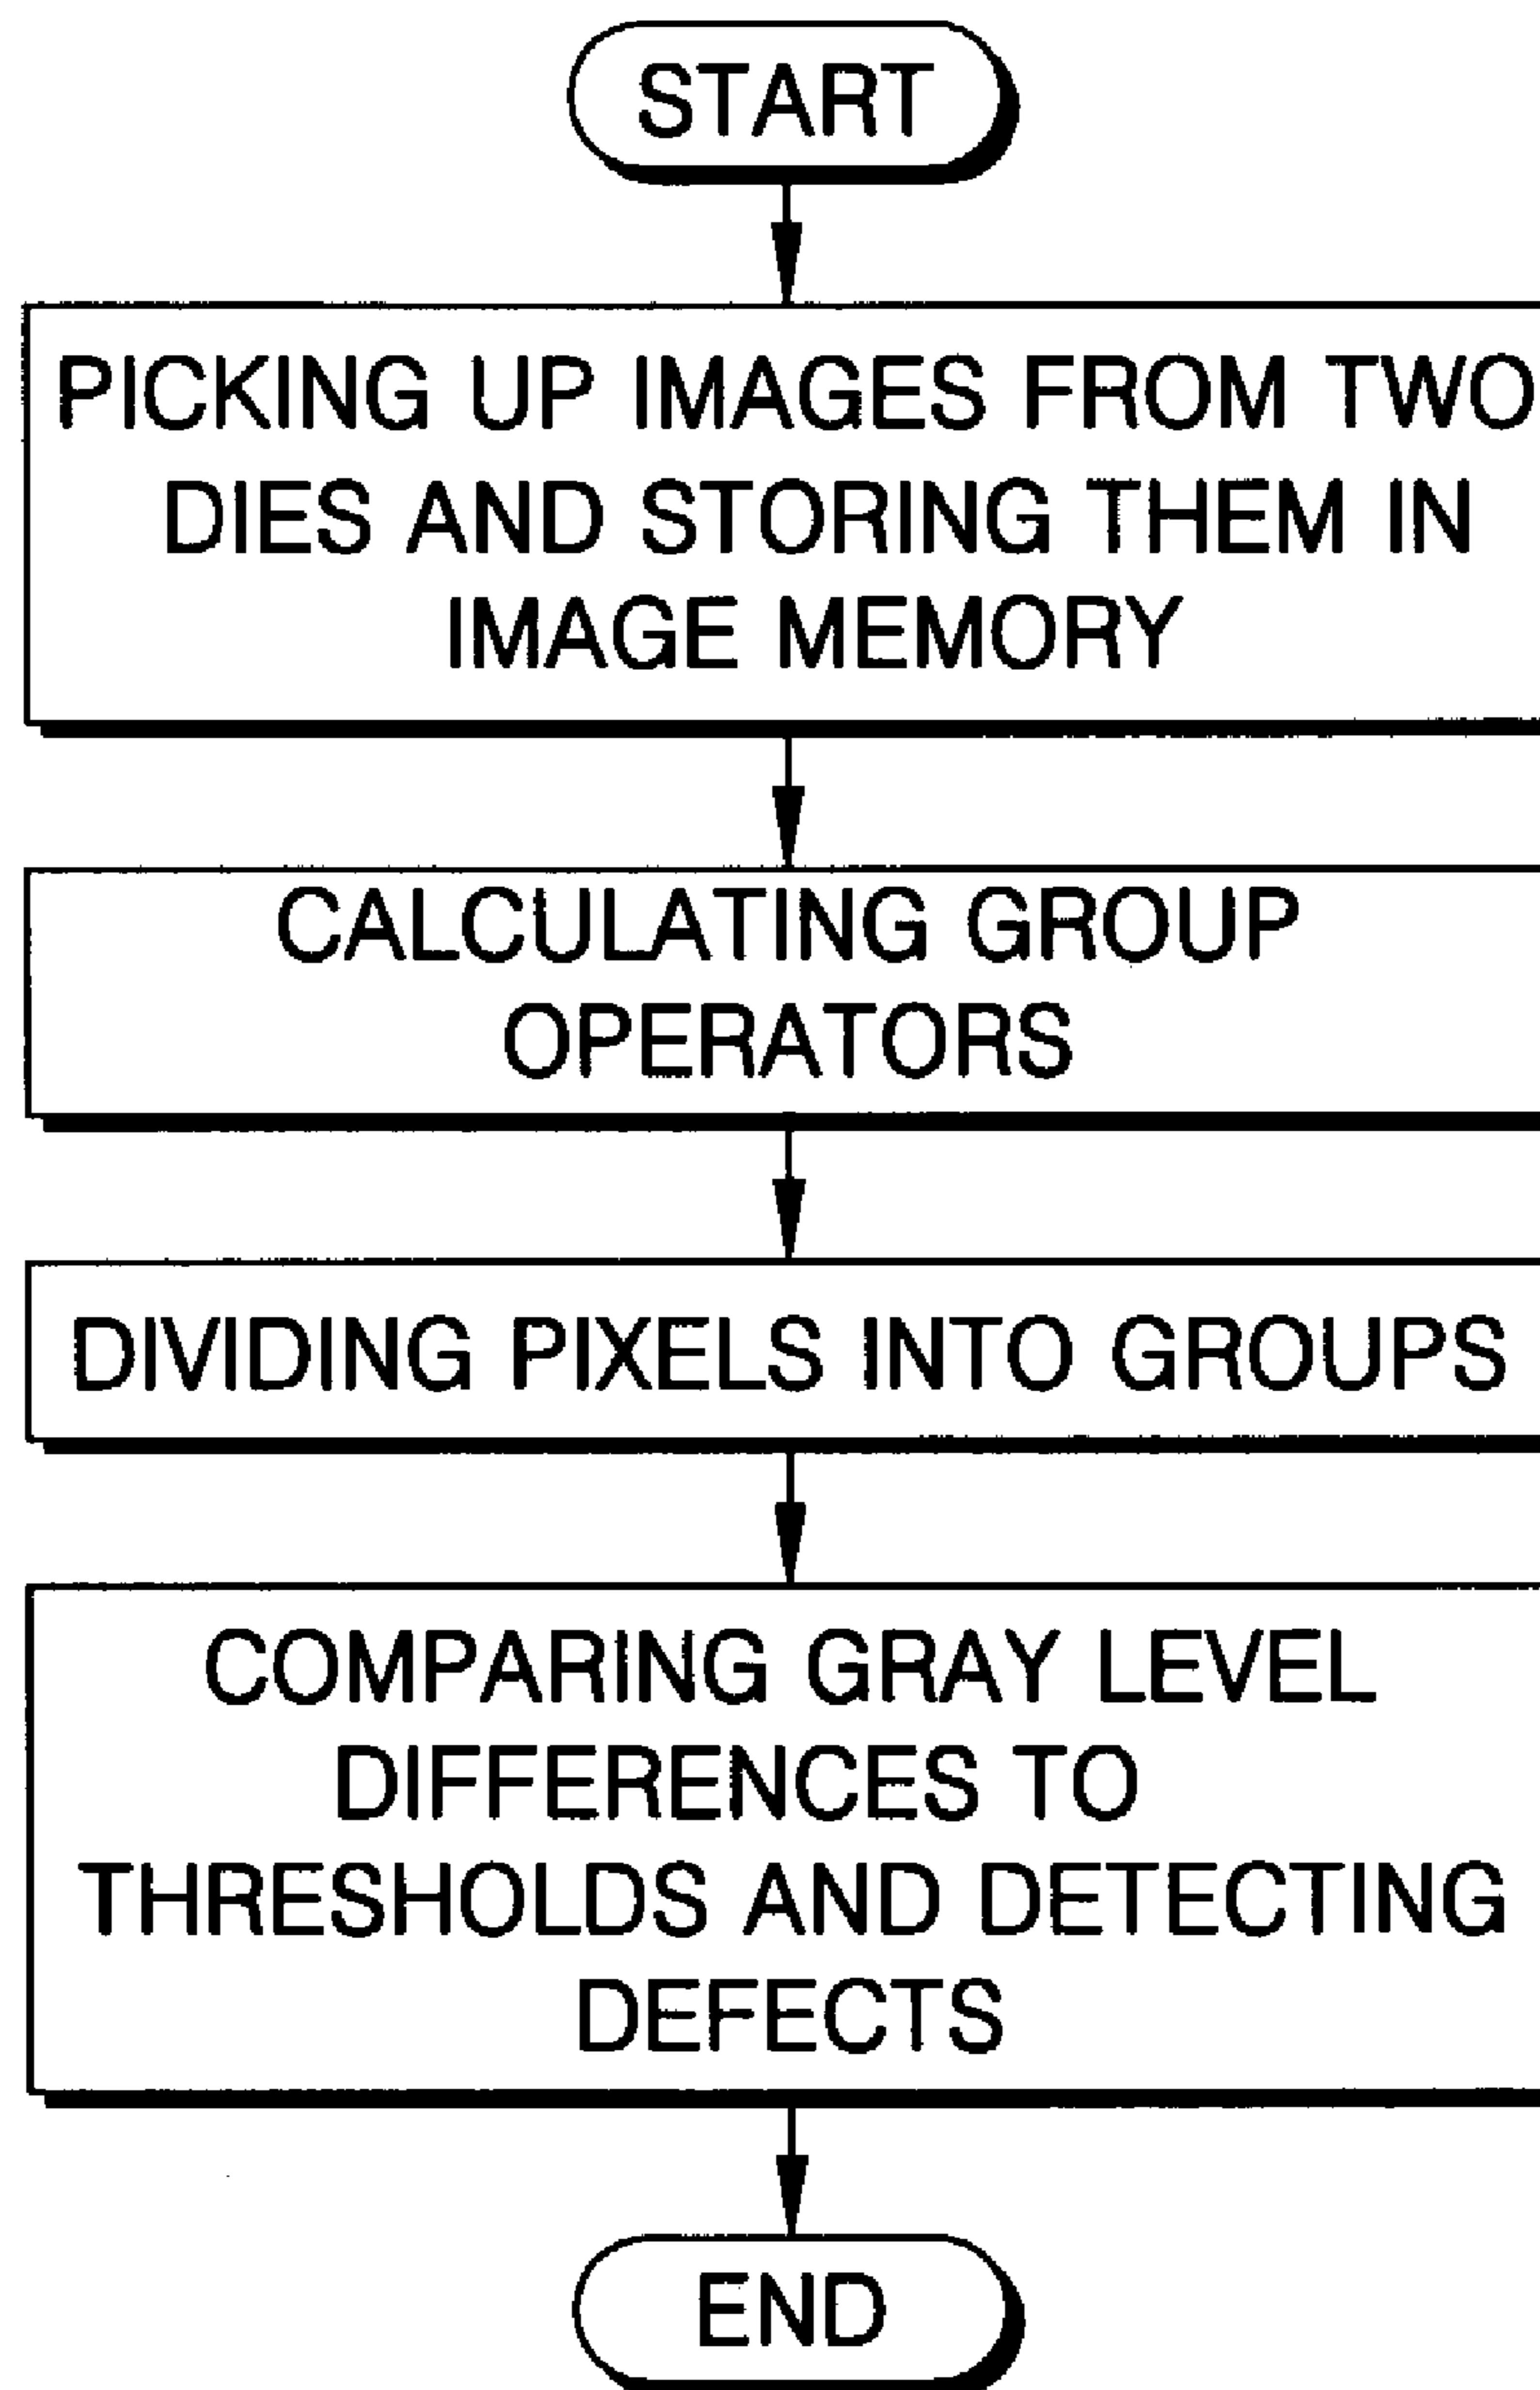 START
PICKING UP IMAGES FROM TWO
DIES AND STORING THEM IN
IMAGE MEMORY
CALCULATING GROUP
OPERATORS
DIVIDING PIXELS INTO GROUPS
COMPARING GRAY LEVEL
DIFFERENCES TO
THRESHOLDS AND DETECTING
DEFECTS
END